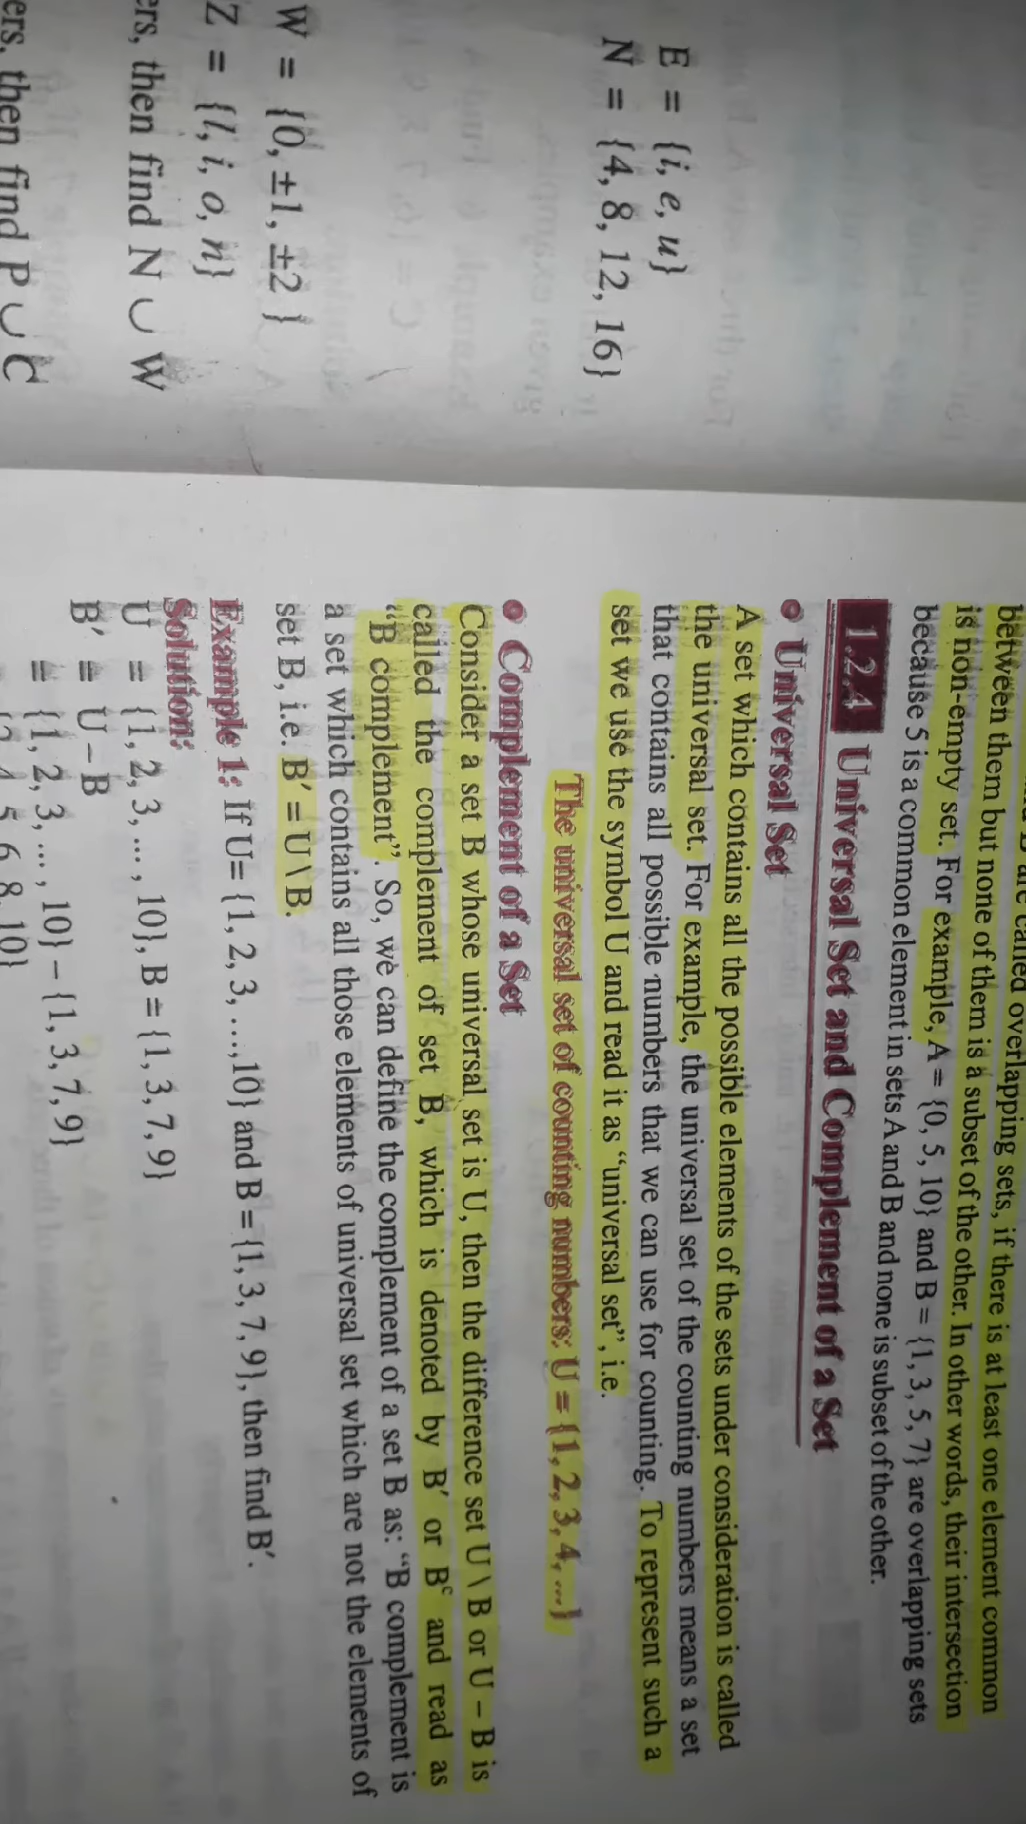 E = {i, e, u}
N = {4, 8, 12, 16}
W = {0, ±1, ±2 }
Z = {l, i, o, n}
ers, then find N ∪ W
ers, then find P ∪ C
are called overlapping sets, if there is at least one element common
between them but none of them is a subset of the other. In other words, their intersection
is non-empty set. For example, A = {0, 5, 10} and B = {1, 3, 5, 7} are overlapping sets
because 5 is a common element in sets A and B and none is subset of the other.
1.2.4 Universal Set and Complement of a Set
• Universal Set
A set which contains all the possible elements of the sets under consideration is called
the universal set. For example, the universal set of the counting numbers means a set
that contains all possible numbers that we can use for counting. To represent such a
set we use the symbol U and read it as “universal set”, i.e.
The universal set of counting numbers: U = {1, 2, 3, 4, ...}
• Complement of a Set
Consider a set B whose universal set is U, then the difference set U \ B or U – B is
called the complement of set B, which is denoted by B′ or Bᶜ and read as
“B complement”. So, we can define the complement of a set B as: “B complement is
a set which contains all those elements of universal set which are not the elements of
set B, i.e. B′ = U \ B.
Example 1: If U= {1, 2, 3, ...,10} and B = {1, 3, 7, 9}, then find B′.
Solution:
U = {1, 2, 3, ... , 10}, B = {1, 3, 7, 9}
B′ = U – B
= {1, 2, 3, ... , 10} – {1, 3, 7, 9}
5, 6, 8, 10}